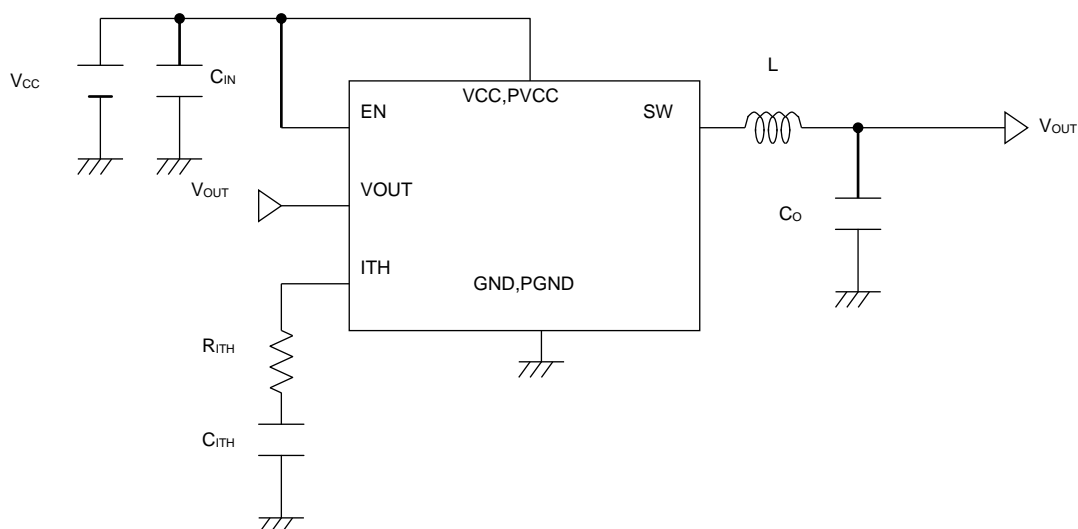 L
VCC
CIN
VCC,PVCC
EN
SW
VOUT
VOUT
VOUT
CO
ITH
GND,PGND
RITH
CITH